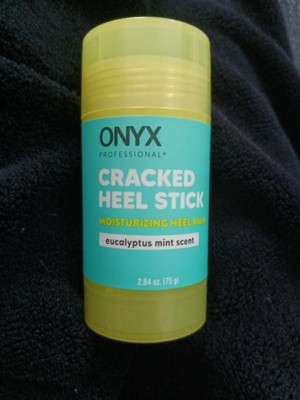 ONYX
PROFESSIONAL®
CRACKED
HEEL STICK
MOISTURIZING HEEL BALM
eucalyptus mint scent
2.64 oz. (75 g)